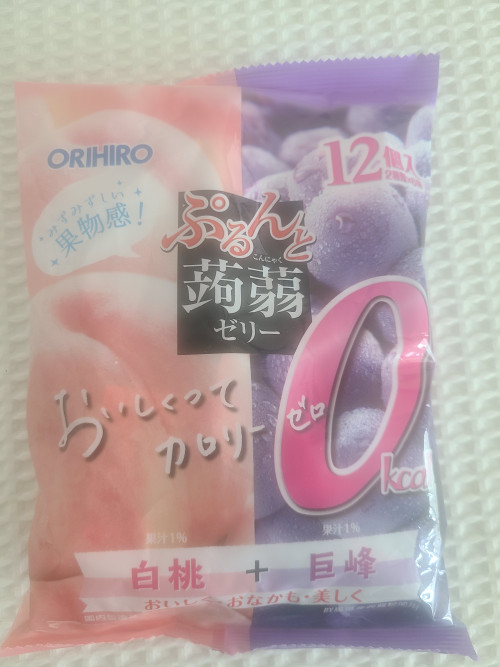 ORIHIRO
みずみずしい
果物感!
12個入
ぷるんと
こんにゃく
蒟蒻
ゼリー
おいしくって
カロリーゼロ
0kcal
果汁1%
果汁1%
白桃 + 巨峰
おいしく・おなかも・美しく